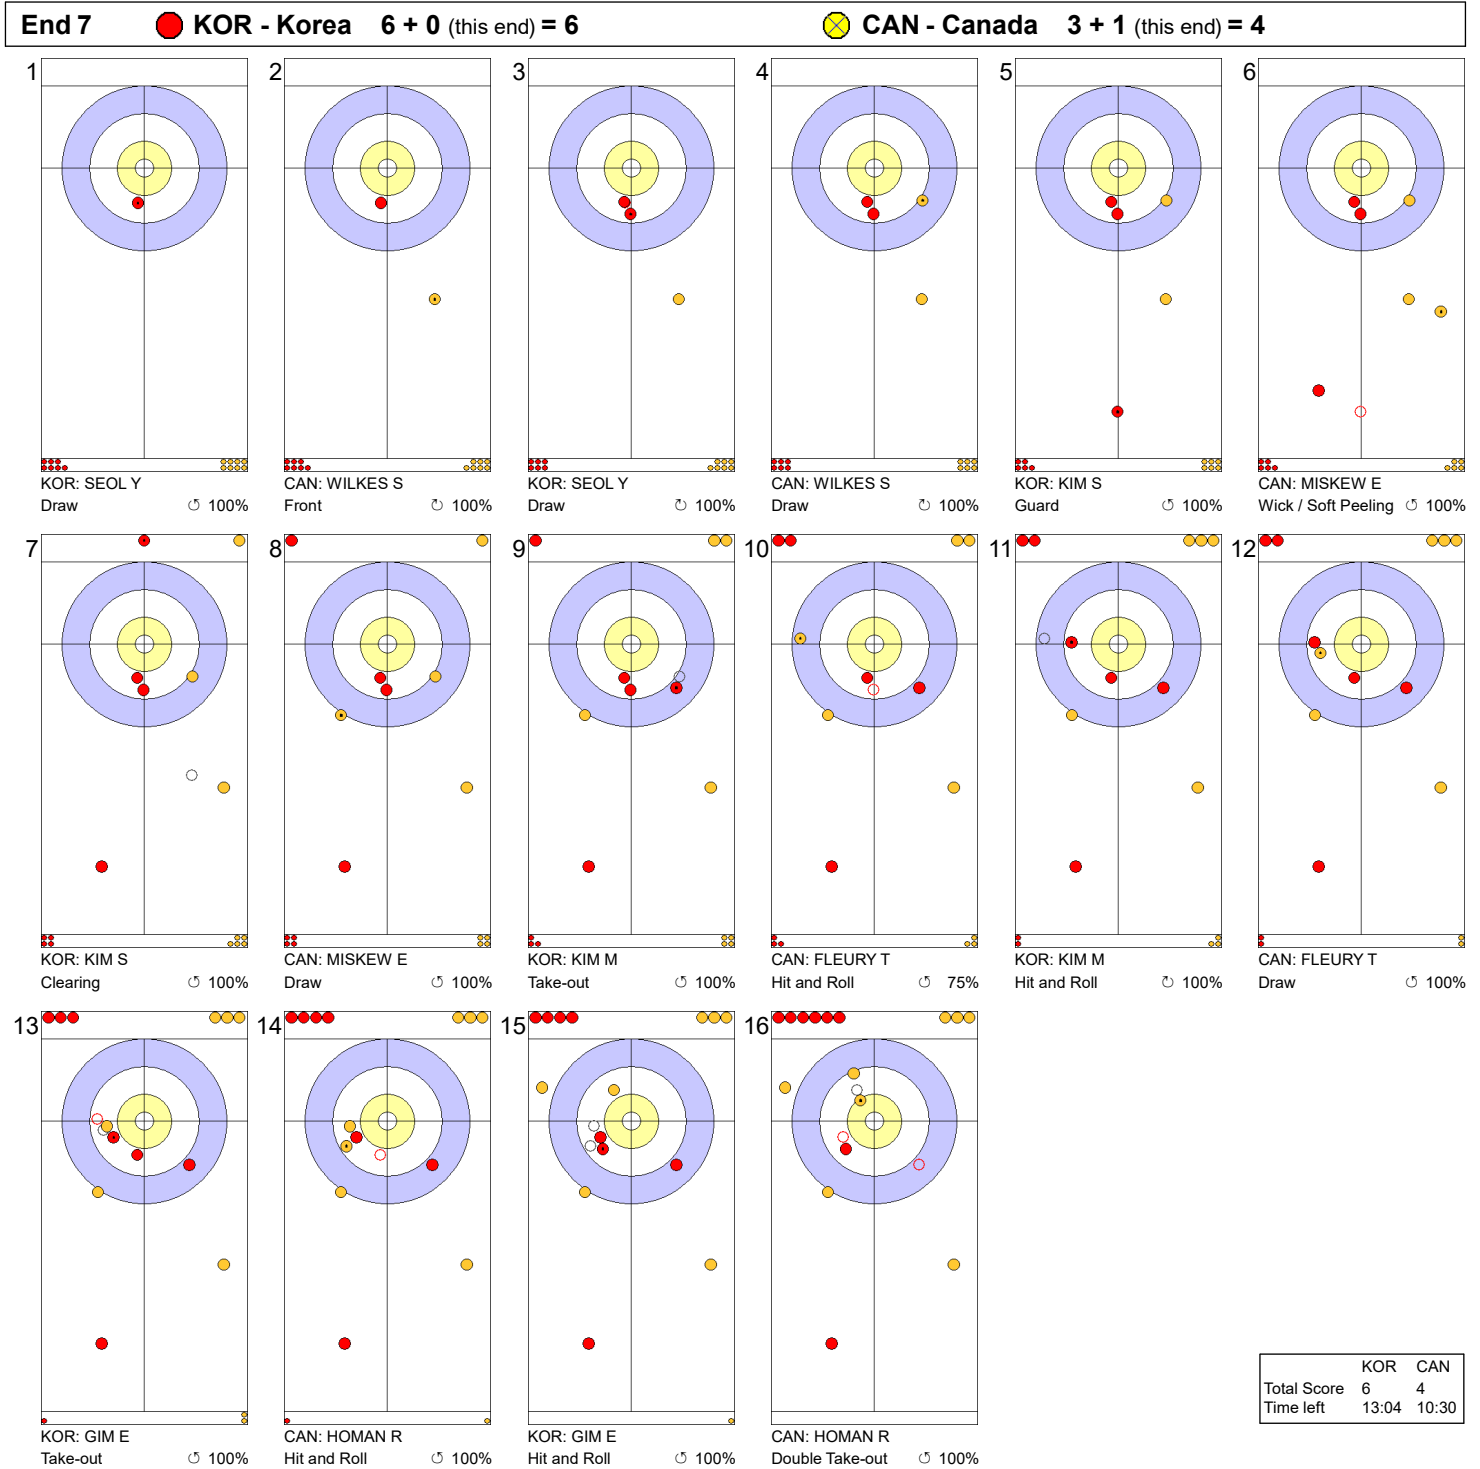 End 7 KOR - Korea 6 + 0 (this end) = 6 CAN - Canada 3 + 1 (this end) = 4
1 2 3 4 5 6
KOR: SEOL Y CAN: WILKES S KOR: SEOL Y CAN: WILKES S KOR: KIM S CAN: MISKEW E
Draw ↺ 100% Front ↻ 100% Draw ↻ 100% Draw ↻ 100% Guard ↺ 100% Wick / Soft Peeling ↺ 100%
7 8 9 10 11 12
KOR: KIM S CAN: MISKEW E KOR: KIM M CAN: FLEURY T KOR: KIM M CAN: FLEURY T
Clearing ↺ 100% Draw ↺ 100% Take-out ↺ 100% Hit and Roll ↺ 75% Hit and Roll ↻ 100% Draw ↺ 100%
13 14 15 16
KOR: GIM E CAN: HOMAN R KOR: GIM E CAN: HOMAN R
Take-out ↺ 100% Hit and Roll ↺ 100% Hit and Roll ↺ 100% Double Take-out ↺ 100%
KOR CAN
Total Score 6 4
Time left 13:04 10:30